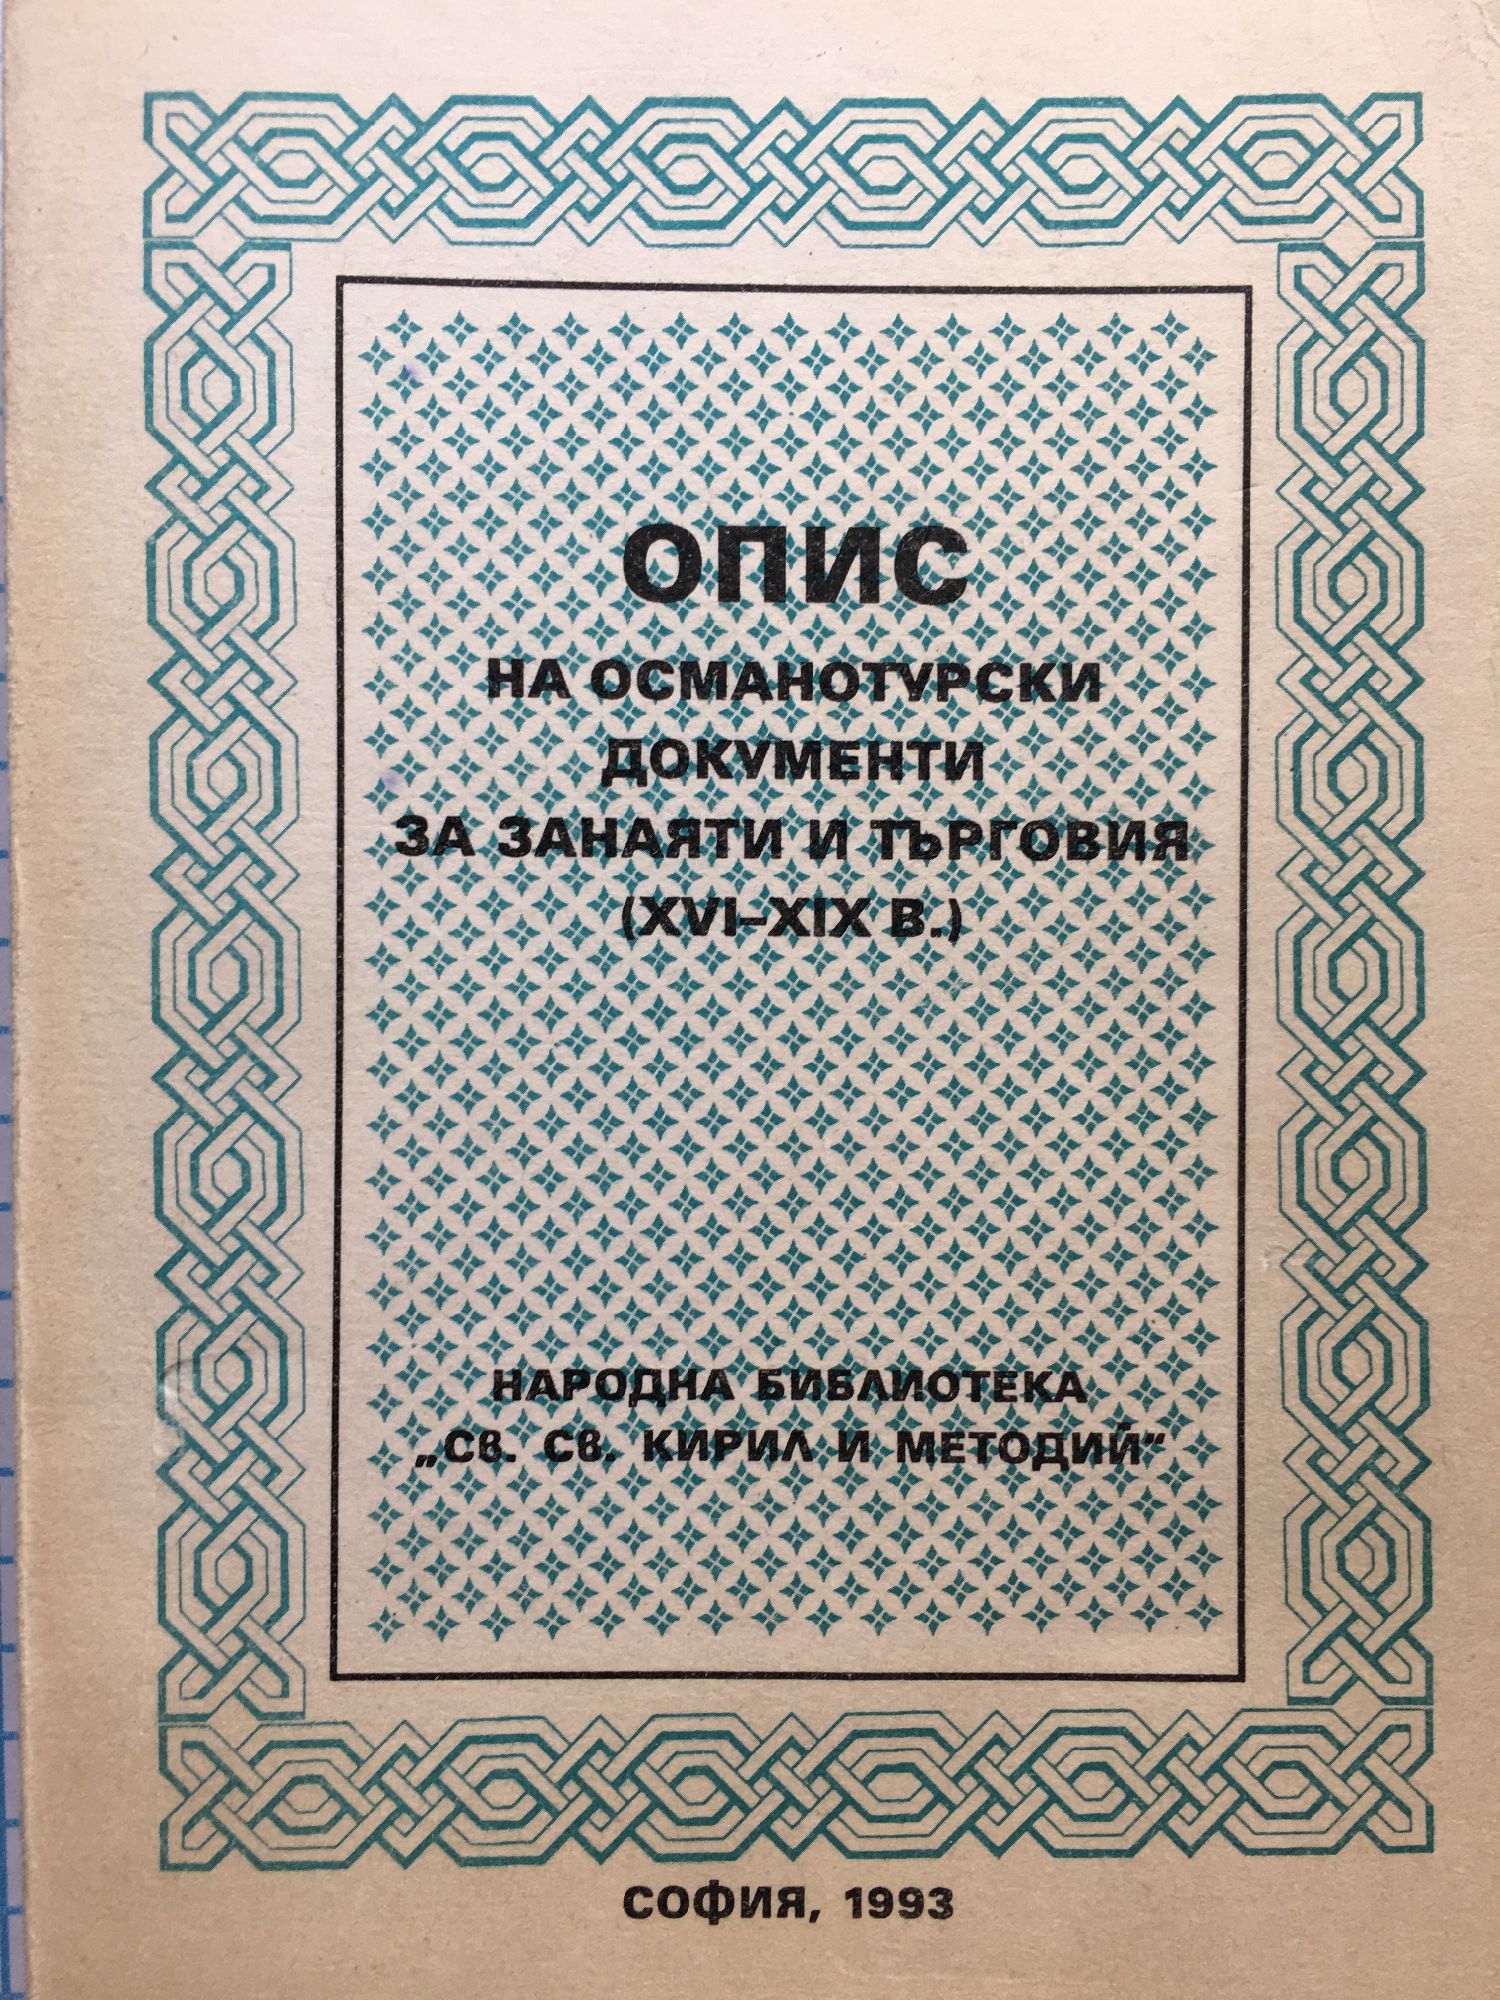 ОПИС
НА ОСМАНОТУРСКИ
ДОКУМЕНТИ
ЗА ЗАНАЯТИ И ТЪРГОВИЯ
(XVI–XIX В.)
НАРОДНА БИБЛИОТЕКА
„Св. Св. КИРИЛ И МЕТОДИЙ“
СОФИЯ, 1993